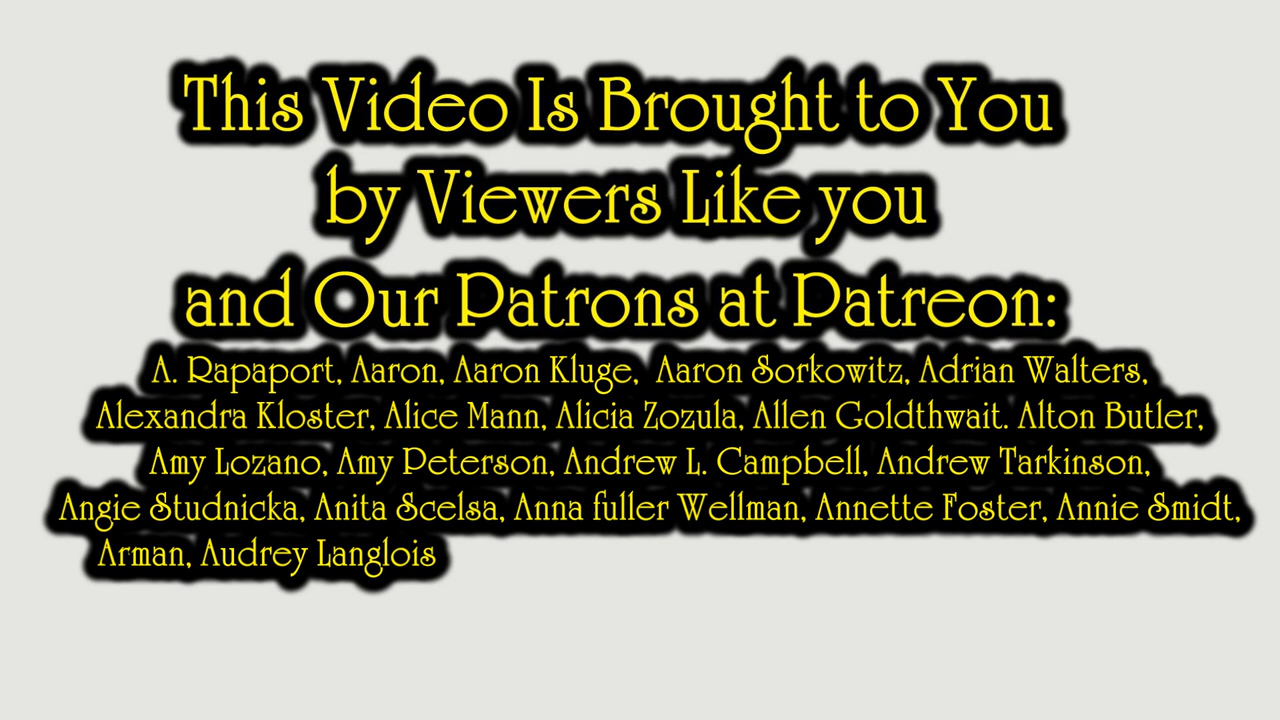 This Video Is Brought to You
by Viewers Like you
and Our Patrons at Patreon:
A. Rapaport, Aaron, Aaron Kluge, Aaron Sorkowitz, Adrian Walters,
Alexandra Kloster, Alice Mann, Alicia Zozula, Allen Goldthwait. Alton Butler,
Amy Lozano, Amy Peterson, Andrew L. Campbell, Andrew Tarkinson,
Angie Studnicka, Anita Scelsa, Anna fuller Wellman, Annette Foster, Annie Smidt,
Arman, Audrey Langlois